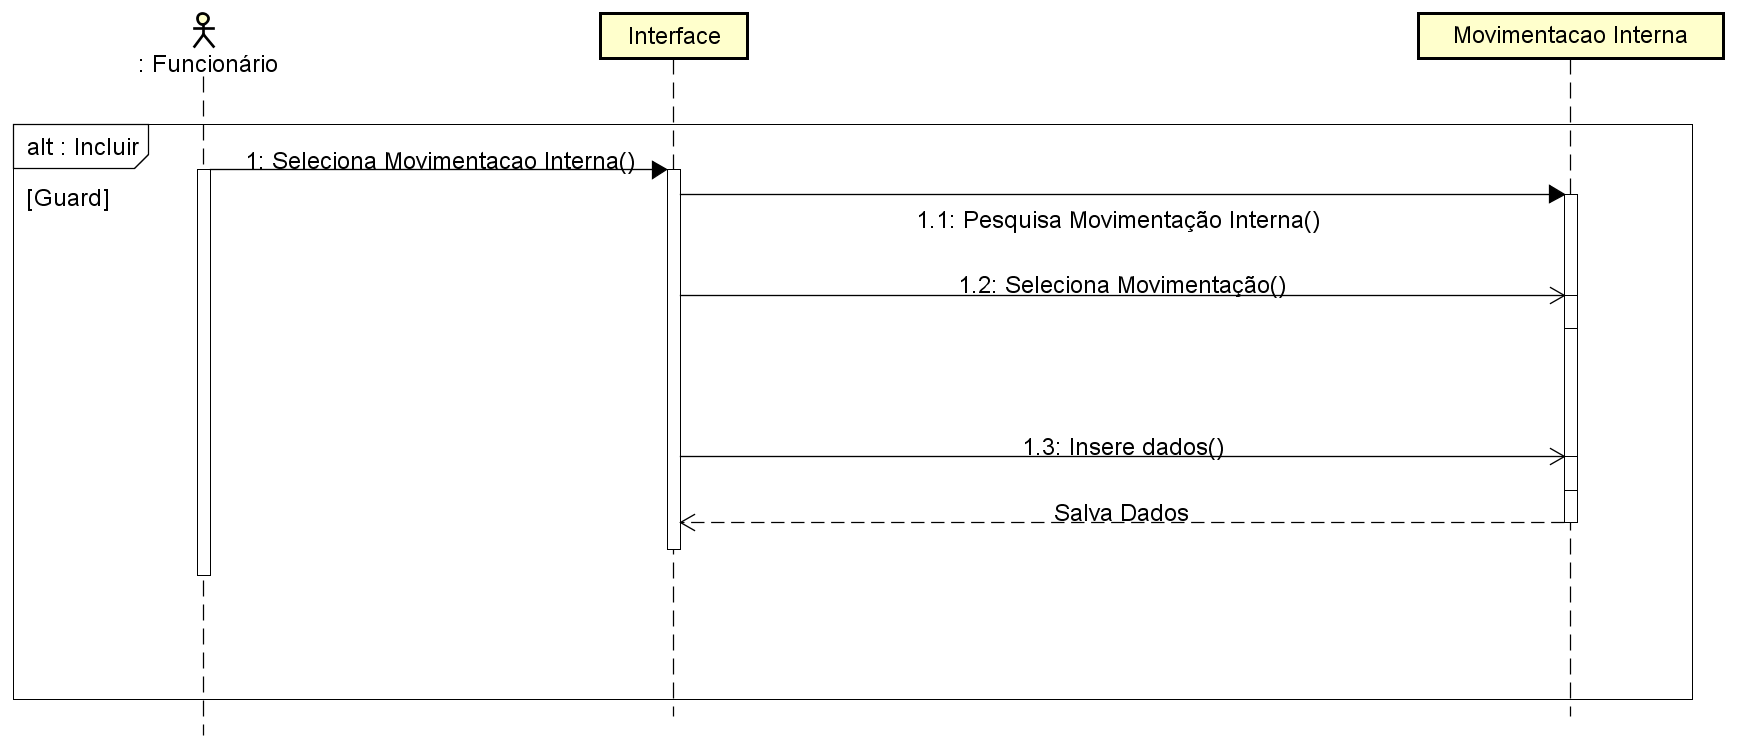 : Funcionário
Interface
Movimentacao Interna
alt : Incluir
[Guard]
1: Seleciona Movimentacao Interna()
1.1: Pesquisa Movimentação Interna()
1.2: Seleciona Movimentação()
1.3: Insere dados()
Salva Dados